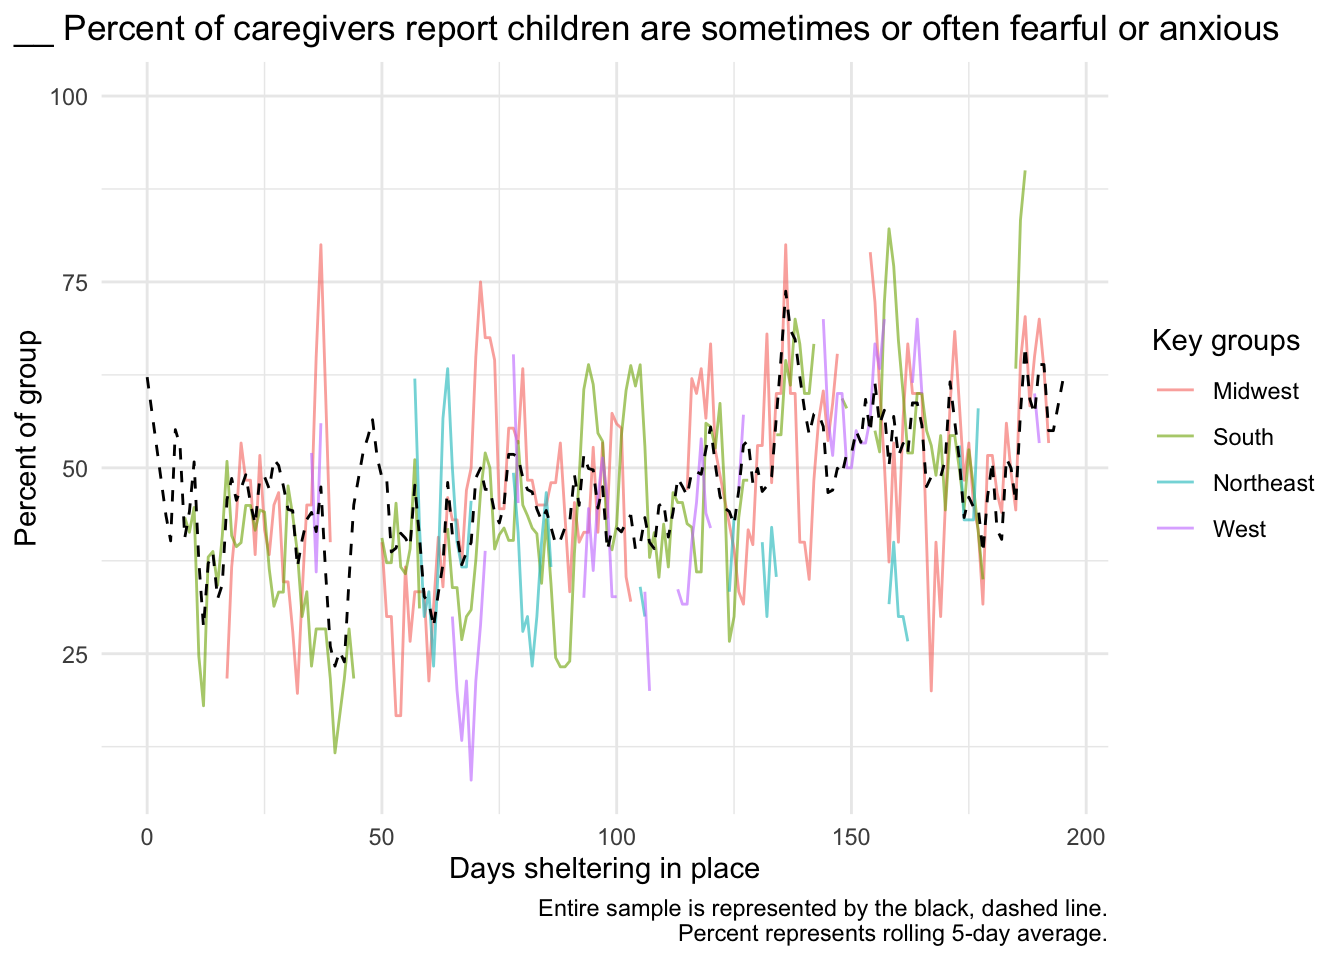 __ Percent of caregivers report children are sometimes or often fearful or anxious
100
75
50
25
Percent of group
0
50
100
150
200
Days sheltering in place
Key groups
Midwest
South
Northeast
West
Entire sample is represented by the black, dashed line.
Percent represents rolling 5-day average.